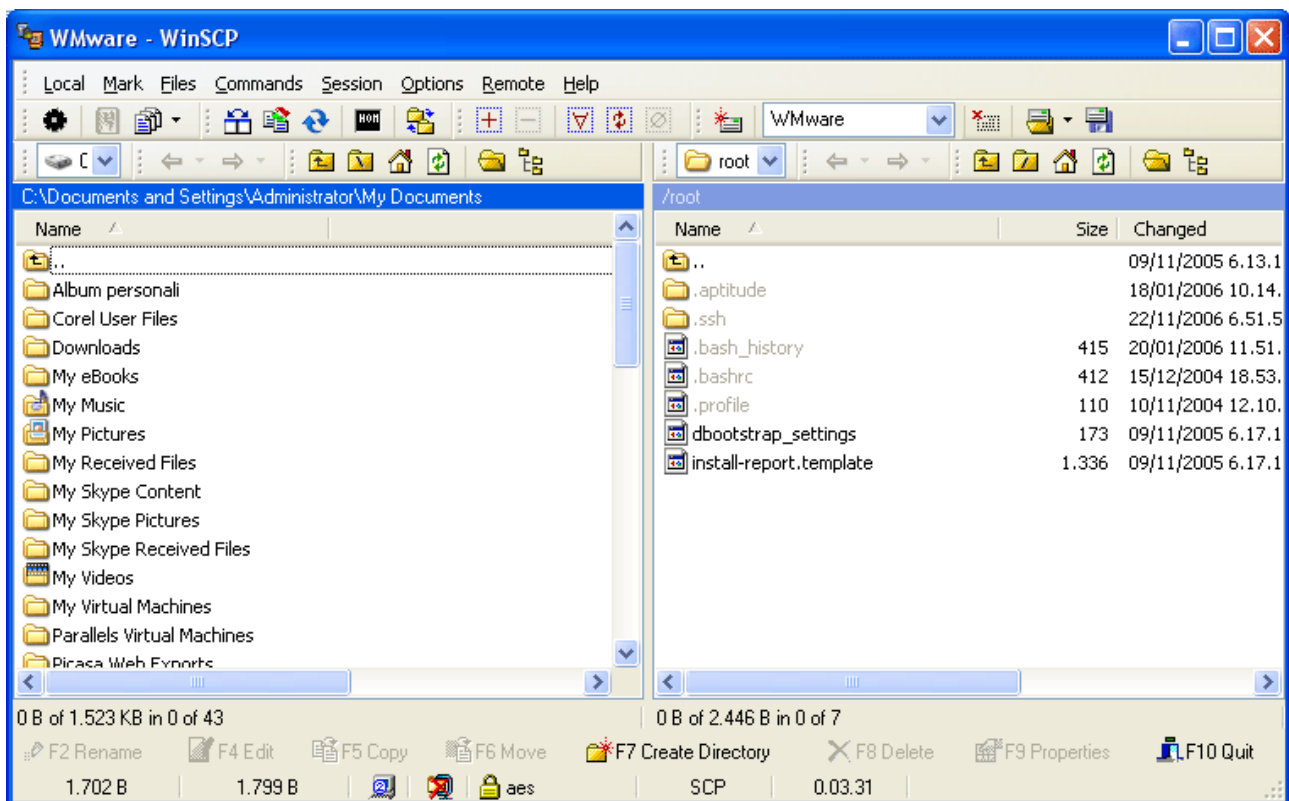 WMware - WinSCP
Local Mark Files Commands Session Options Remote Help
WMware
C
root
C:\Documents and Settings\Administrator\My Documents
/root
Name
Name Size Changed
..
Album personali
Corel User Files
Downloads
My eBooks
My Music
My Pictures
My Received Files
My Skype Content
My Skype Pictures
My Skype Received Files
My Videos
My Virtual Machines
Parallels Virtual Machines
Picasa Web Exports
.. 09/11/2005 6.13.1
.aptitude 18/01/2006 10.14.
.ssh 22/11/2006 6.51.5
.bash_history 415 20/01/2006 11.51.
.bashrc 412 15/12/2004 18.53.
.profile 110 10/11/2004 12.10.
dbootstrap_settings 173 09/11/2005 6.17.1
install-report.template 1.336 09/11/2005 6.17.1
0 B of 1.523 KB in 0 of 43
0 B of 2.446 B in 0 of 7
F2 Rename F4 Edit F5 Copy F6 Move F7 Create Directory F8 Delete F9 Properties F10 Quit
1.702 B 1.799 B aes SCP 0.03.31